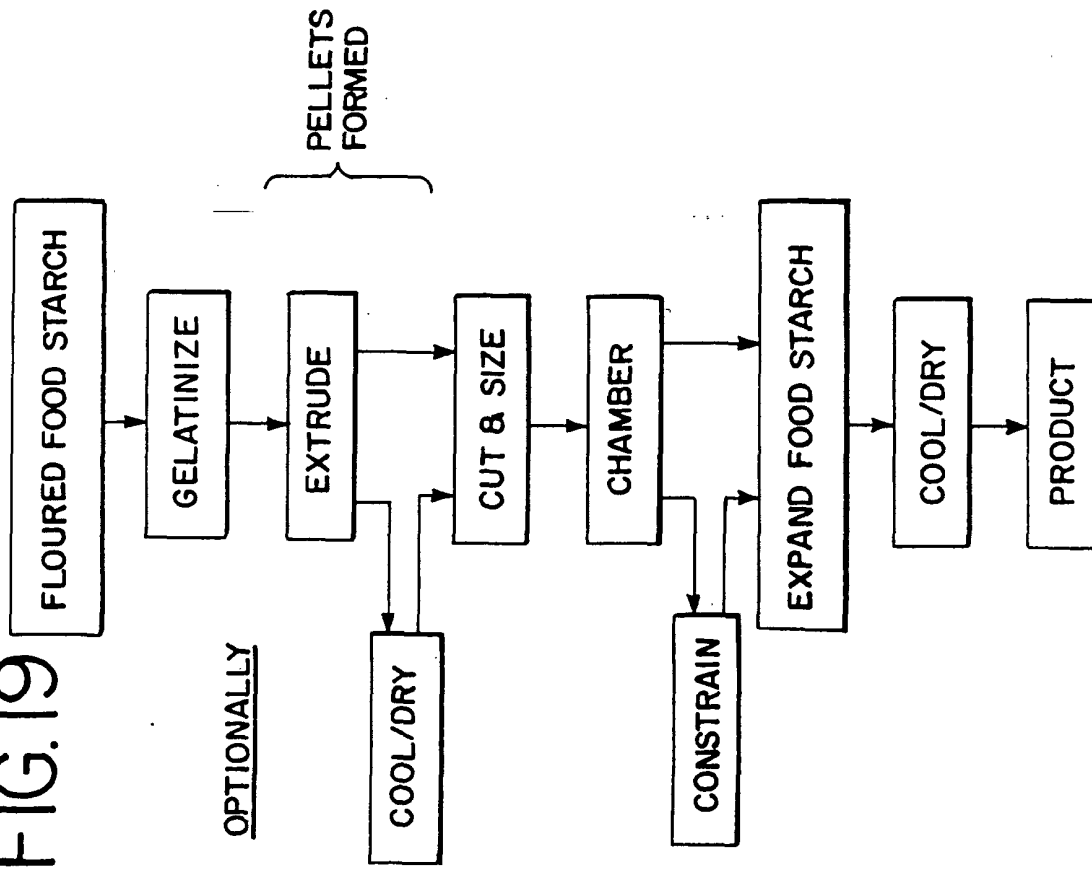 FIG. 19
FLOURED FOOD STARCH
GELATINIZE
OPTIONALLY
EXTRUDE
PELLETS
FORMED
COOL/DRY
CUT & SIZE
CHAMBER
CONSTRAIN
EXPAND FOOD STARCH
COOL/DRY
PRODUCT